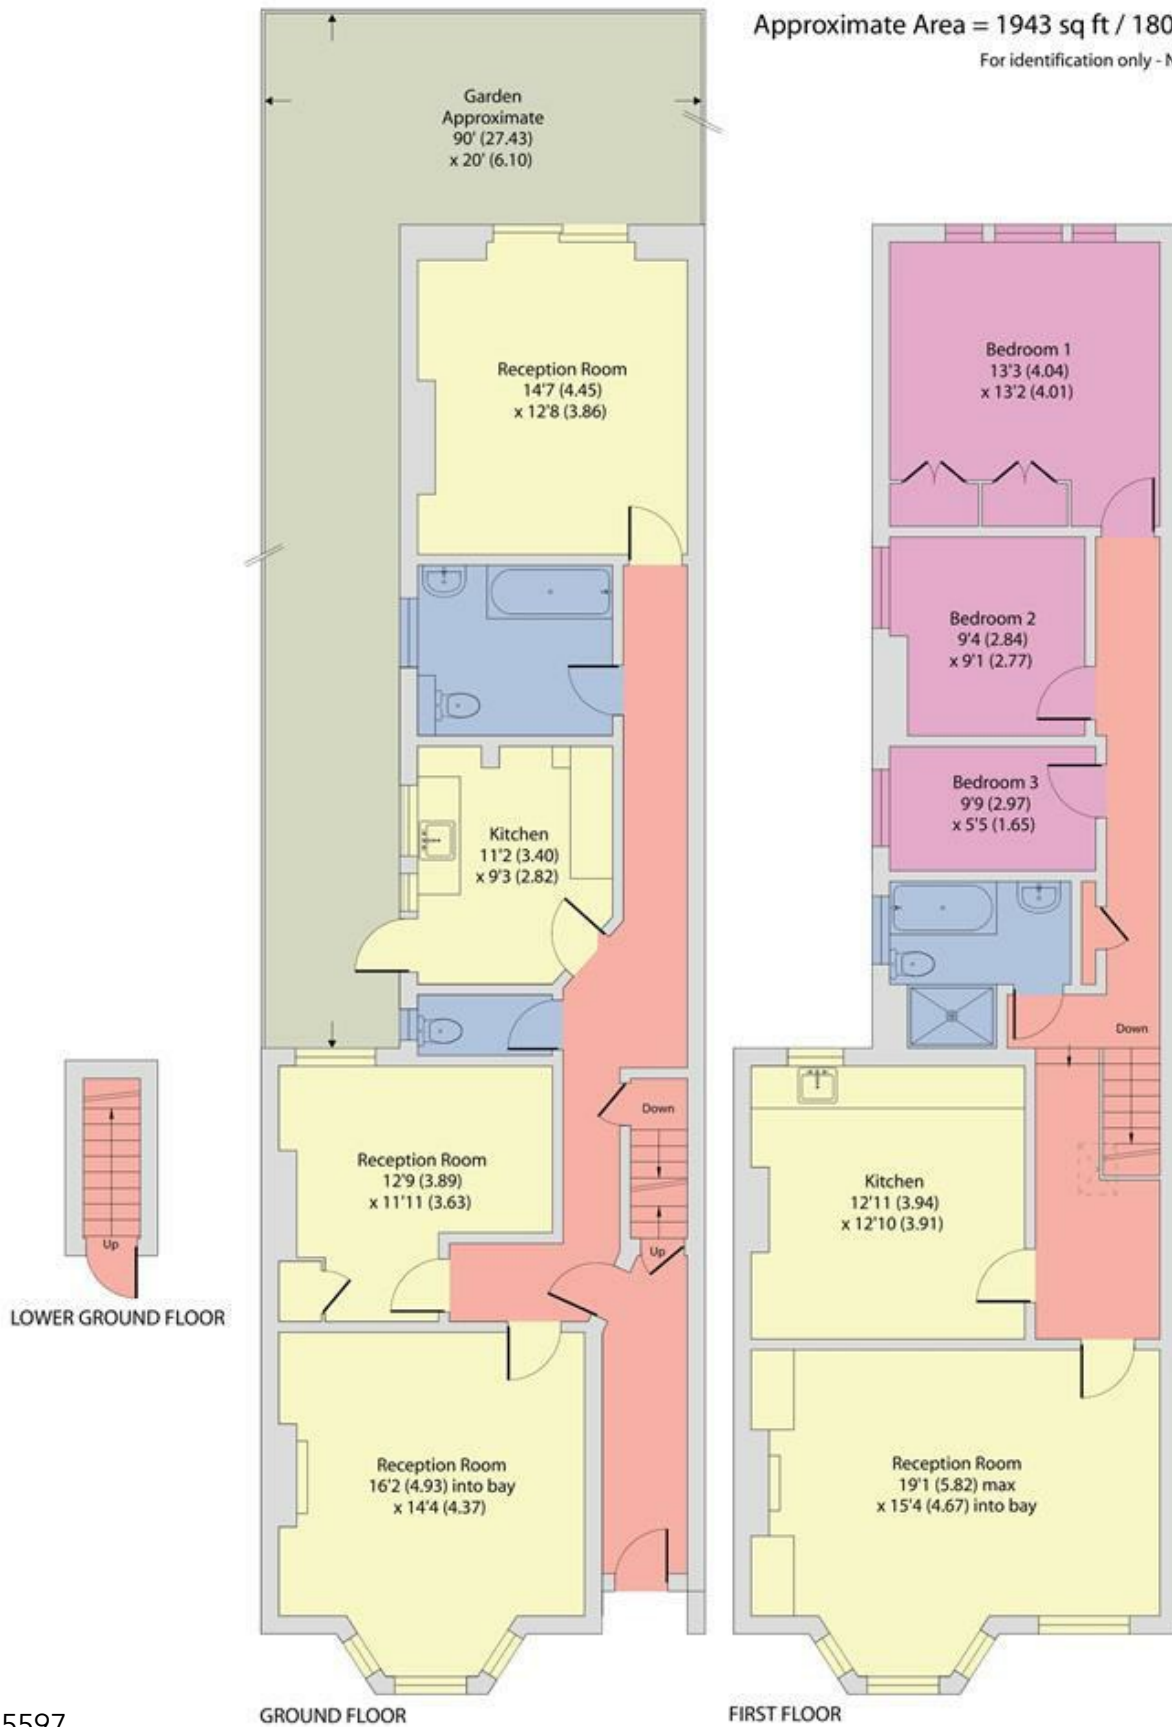 Approximate Area = 1943 sq ft / 180
For identification only - N
Garden
Approximate
90' (27.43)
x 20' (6.10)
Reception Room
14'7 (4.45)
x 12'8 (3.86)
Bedroom 1
13'3 (4.04)
x 13'2 (4.01)
Bedroom 2
9'4 (2.84)
x 9'1 (2.77)
Bedroom 3
9'9 (2.97)
x 5'5 (1.65)
Kitchen
11'2 (3.40)
x 9'3 (2.82)
Down
Down
Reception Room
12'9 (3.89)
x 11'11 (3.63)
Kitchen
12'11 (3.94)
x 12'10 (3.91)
Up
Up
LOWER GROUND FLOOR
Reception Room
16'2 (4.93) into bay
x 14'4 (4.37)
Reception Room
19'1 (5.82) max
x 15'4 (4.67) into bay
5597
GROUND FLOOR
FIRST FLOOR